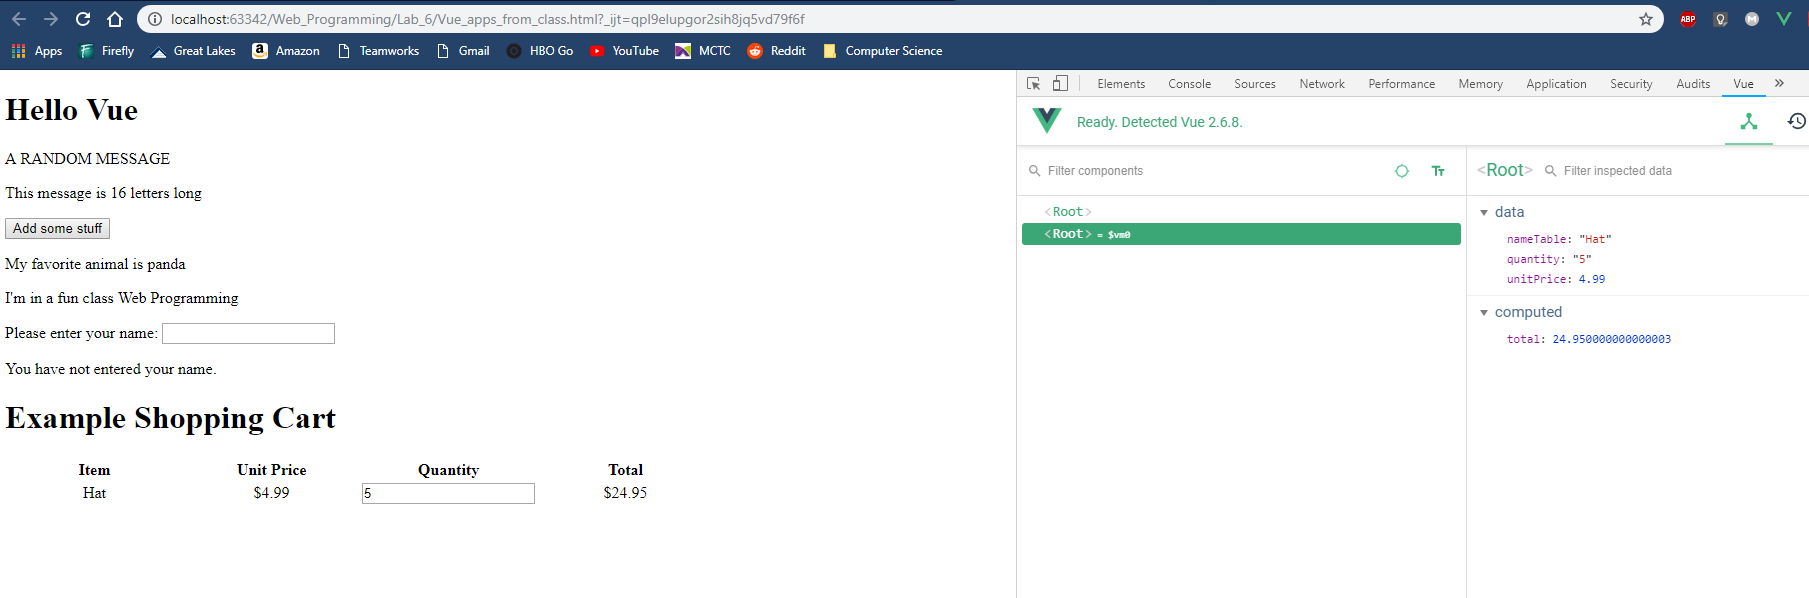 localhost:63342/Web_Programming/Lab_6/Vue_apps_from_class.html?_ijt=qpl9elupgor2sih8jq5vd79f6f
ABP M
Apps Firefly Great Lakes a Amazon Teamworks Gmail HBO Go YouTube MCTC Reddit Computer Science
Hello Vue
A RANDOM MESSAGE
This message is 16 letters long
Add some stuff
My favorite animal is panda
I'm in a fun class Web Programming
Please enter your name:
You have not entered your name.
Example Shopping Cart
Item Unit Price Quantity Total
Hat $4.99 5 $24.95
Elements Console Sources Network Performance Memory Application Security Audits Vue »
Ready. Detected Vue 2.6.8.
Filter components Tт
<Root>
<Root> = $vm0
<Root> Filter inspected data
data
nameTable: "Hat"
quantity: "5"
unitPrice: 4.99
computed
total: 24.950000000000003